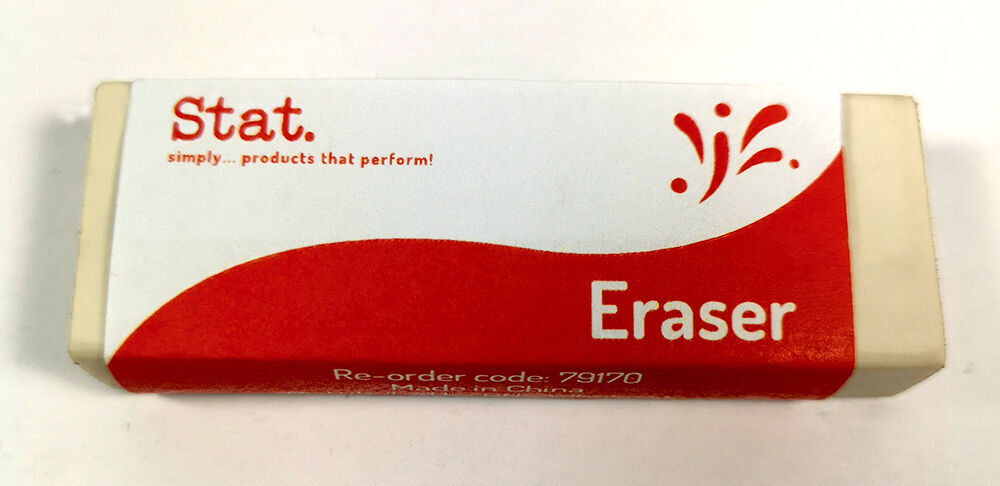 Stat.
simply... products that perform!
Eraser
Re-order code: 79170
Made in China